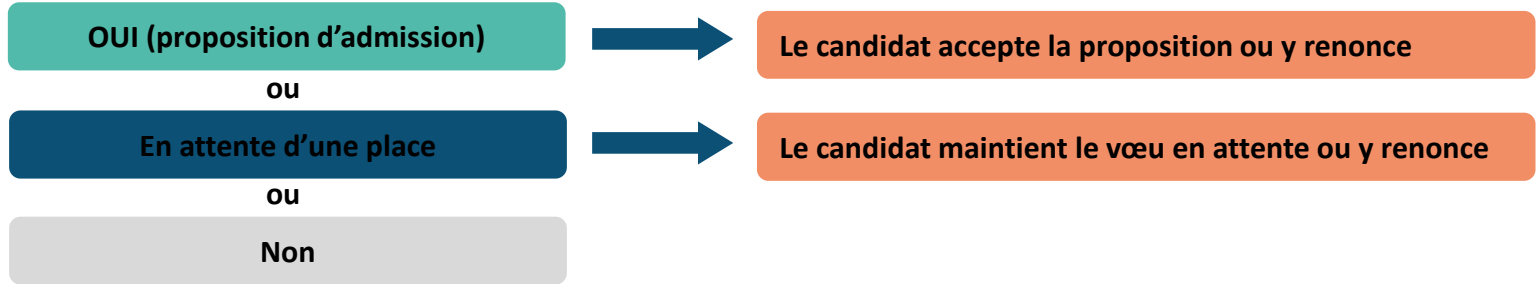 OUI (proposition d’admission)
Le candidat accepte la proposition ou y renonce
ou
En attente d’une place
Le candidat maintient le vœu en attente ou y renonce
ou
Non